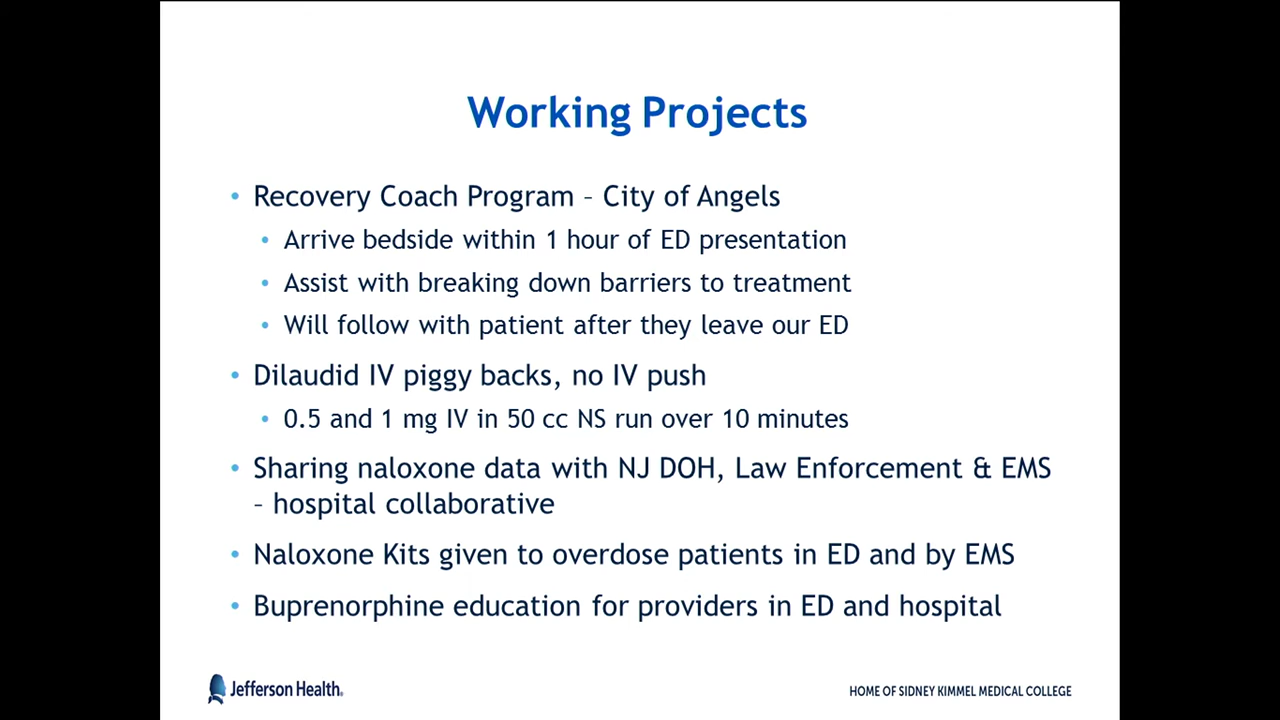 Working Projects
• Recovery Coach Program – City of Angels
• Arrive bedside within 1 hour of ED presentation
• Assist with breaking down barriers to treatment
• Will follow with patient after they leave our ED
• Dilaudid IV piggy backs, no IV push
• 0.5 and 1 mg IV in 50 cc NS run over 10 minutes
• Sharing naloxone data with NJ DOH, Law Enforcement & EMS
– hospital collaborative
• Naloxone Kits given to overdose patients in ED and by EMS
• Buprenorphine education for providers in ED and hospital
Jefferson Health®
HOME OF SIDNEY KIMMEL MEDICAL COLLEGE